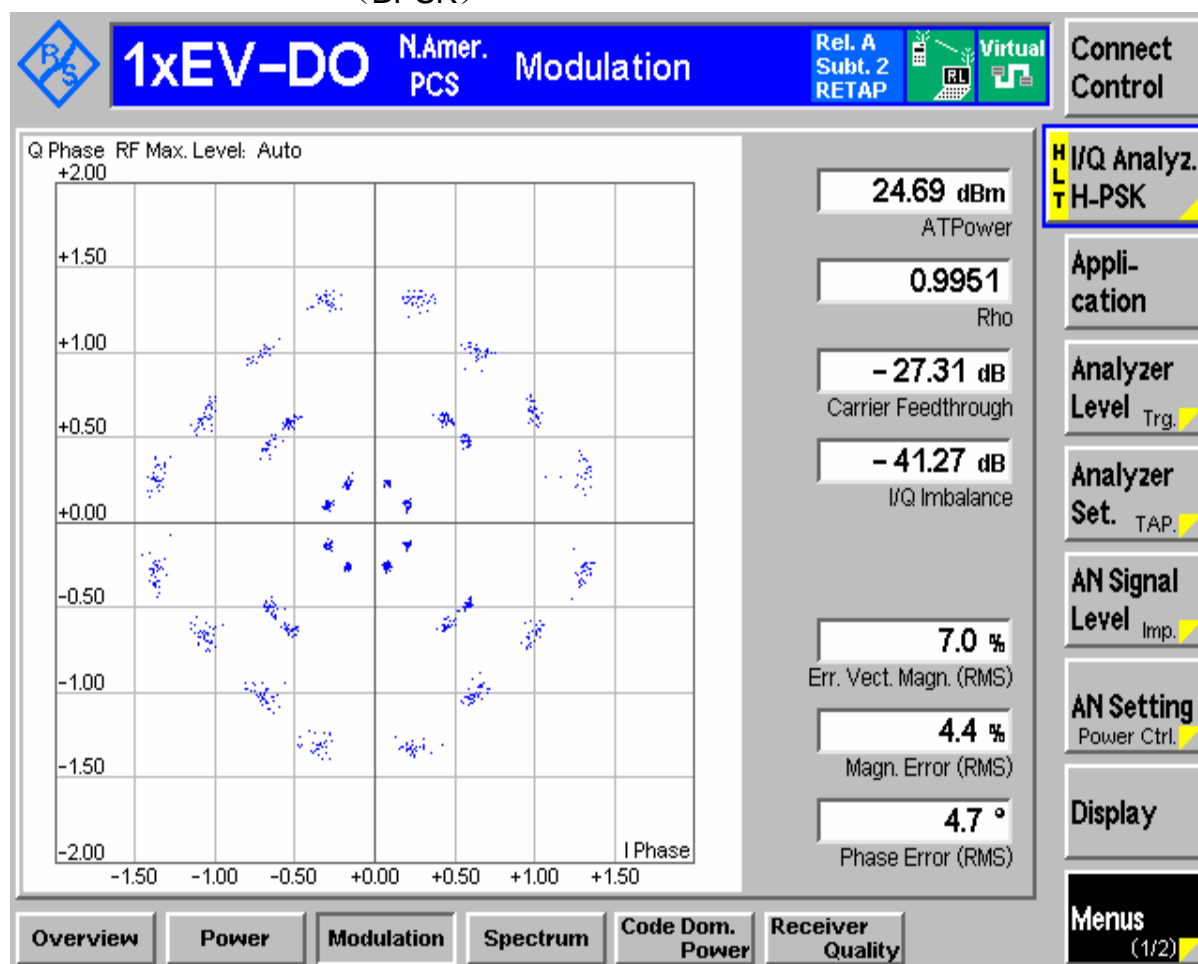 (BPSK)
R/S
1xEV-DO
N.Amer.
PCS
Modulation
Rel. A
Subt. 2
RETAP
RL
Virtual
Connect
Control
Q Phase RF Max. Level: Auto
+2.00
+1.50
+1.00
+0.50
+0.00
-0.50
-1.00
-1.50
-2.00
I Phase
-1.50 -1.00 -0.50 +0.00 +0.50 +1.00 +1.50
24.69 dBm
ATPower
0.9951
Rho
-27.31 dB
Carrier Feedthrough
-41.27 dB
I/Q Imbalance
7.0 %
Err. Vect. Magn. (RMS)
4.4 %
Magn. Error (RMS)
4.7 °
Phase Error (RMS)
HLT
I/Q Analyz.
H-PSK
Appli-
cation
Analyzer
Level Trg.
Analyzer
Set. TAP.
AN Signal
Level Imp.
AN Setting
Power Ctrl.
Display
Menus
(1/2)
Overview
Power
Modulation
Spectrum
Code Dom.
Power
Receiver
Quality